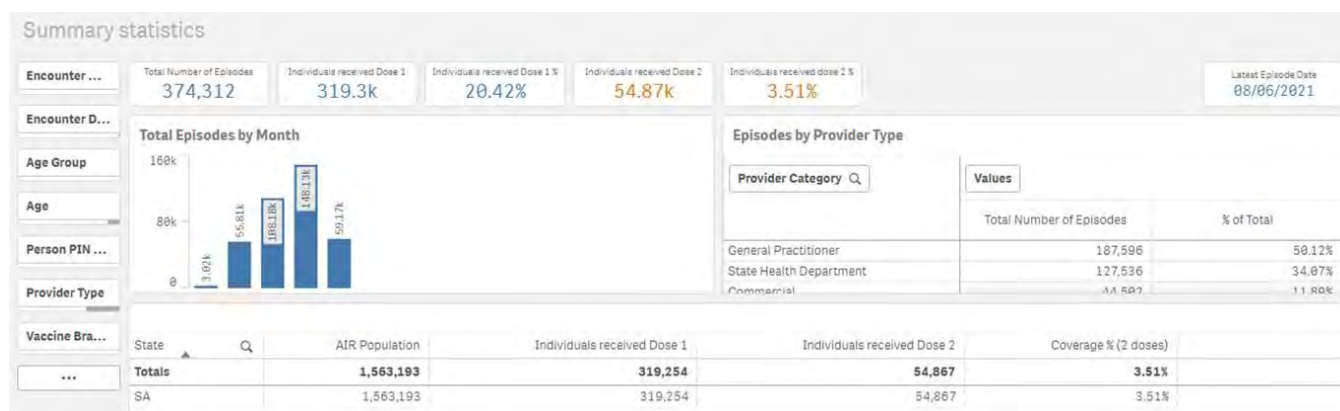 Summary statistics
Encounter ...
Encounter D...
Age Group
Age
Person PIN ...
Provider Type
Vaccine Bra...
...
Total Number of Episodes
374,312
Individuals received Dose 1
319.3k
Individuals received Dose 1 %
20.42%
Individuals received Dose 2
54.87k
Individuals received dose 2 %
3.51%
Latest Episode Date
08/06/2021
Total Episodes by Month
160k
80k
0
3.02k
55.81k
108.18k
148.13k
59.17k
Episodes by Provider Type
Provider Category
Values
Total Number of Episodes % of Total
General Practitioner 187,596 50.12%
State Health Department 127,536 34.07%
Commercial 44,502 11.89%
State AIR Population Individuals received Dose 1 Individuals received Dose 2 Coverage % (2 doses)
Totals 1,563,193 319,254 54,867 3.51%
SA 1,563,193 319,254 54,867 3.51%